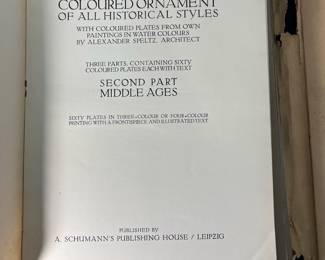 COLOURED ORNAMENT
OF ALL HISTORICAL STYLES
WITH COLOURED PLATES FROM OWN
PAINTINGS IN WATER COLOURS
BY ALEXANDER SPELTZ, ARCHITECT
THREE PARTS, CONTAINING SIXTY
COLOURED PLATES EACH WITH TEXT
SECOND PART
MIDDLE AGES
SIXTY PLATES IN THREE-COLOUR OR FOUR-COLOUR
PRINTING WITH A FRONTISPIECE AND ILLUSTRATED TEXT
PUBLISHED BY
A. SCHUMANN'S PUBLISHING HOUSE / LEIPZIG